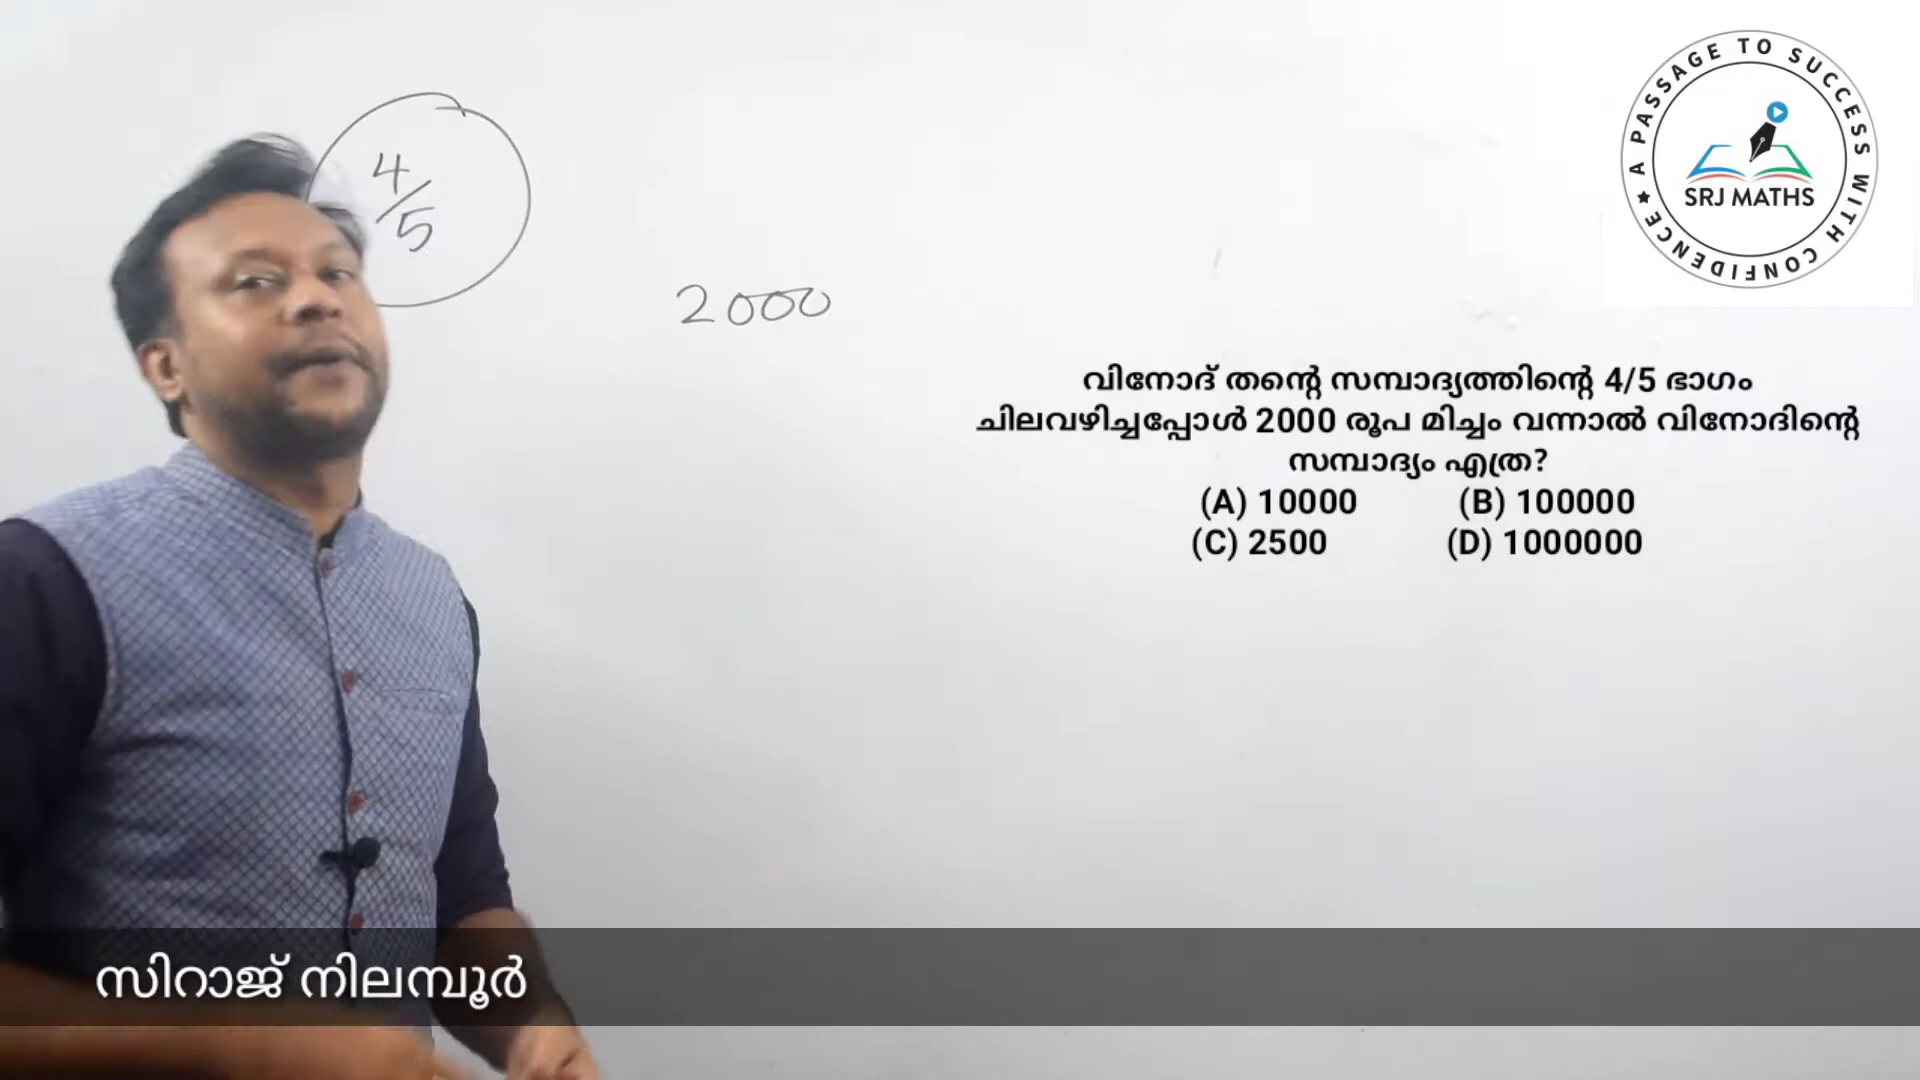 4/5
2000
A PASSAGE TO SUCCESS WITH CONFIDENCE
SRJ MATHS
വിനോദ് തന്റെ സമ്പാദ്യത്തിന്റെ 4/5 ഭാഗം
ചിലവഴിച്ചപ്പോൾ 2000 രൂപ മിച്ചം വന്നാൽ വിനോദിന്റെ
സമ്പാദ്യം എത്ര?
(A) 10000 (B) 100000
(C) 2500 (D) 1000000
സിറാജ് നിലമ്പൂർ